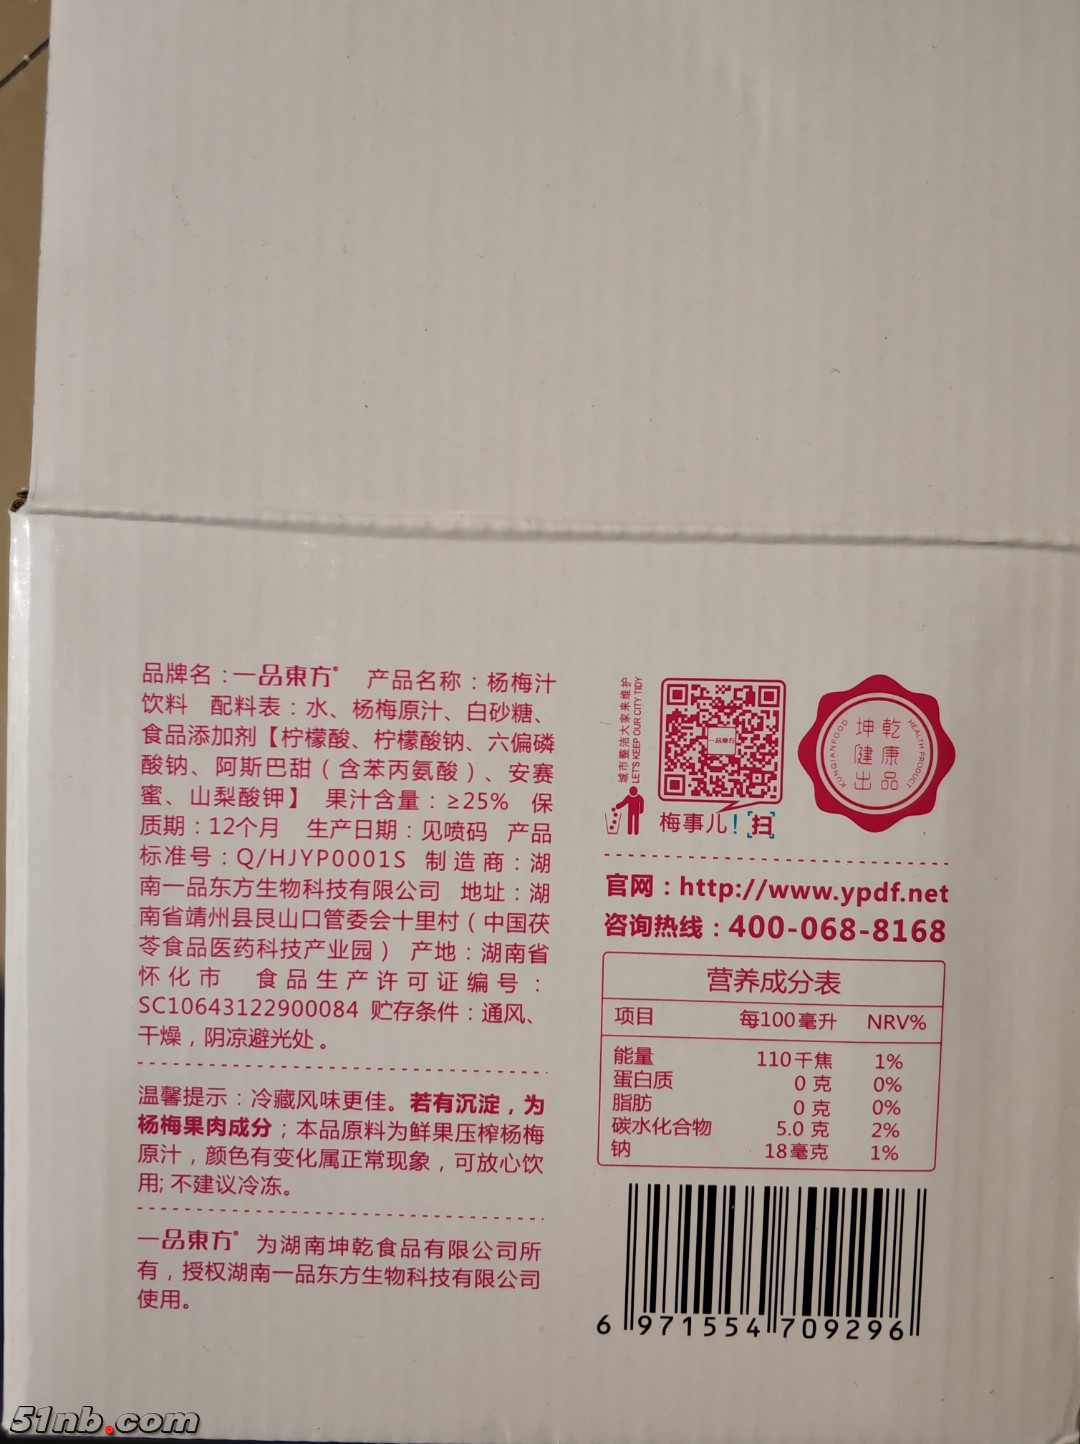 品牌名：一品東方® 产品名称：杨梅汁
饮料 配料表：水、杨梅原汁、白砂糖、
食品添加剂【柠檬酸、柠檬酸钠、六偏磷
酸钠、阿斯巴甜（含苯丙氨酸）、安赛
蜜、山梨酸钾】 果汁含量：≥25% 保
质期：12个月 生产日期：见喷码 产品
标准号：Q/HJYP0001S 制造商：湖
南一品东方生物科技有限公司 地址：湖
南省靖州县艮山口管委会十里村（中国茯
苓食品医药科技产业园） 产地：湖南省
怀化市 食品生产许可证编号：
SC10643122900084 贮存条件：通风、
干燥，阴凉避光处。
温馨提示：冷藏风味更佳。若有沉淀，为
杨梅果肉成分；本品原料为鲜果压榨杨梅
原汁，颜色有变化属正常现象，可放心饮
用;不建议冷冻。
一品東方® 为湖南坤乾食品有限公司所
有，授权湖南一品东方生物科技有限公司
使用。
城市整洁大家来维护
LET'S KEEP OUR CITY TIDY
一品東方
梅事儿！[扫]
KUNQIANFOOD
HEALTH PRODUCT
坤乾
健康
出品
官网：http://www.ypdf.net
咨询热线：400-068-8168
营养成分表
项目 每100毫升 NRV%
能量 110千焦 1%
蛋白质 0 克 0%
脂肪 0 克 0%
碳水化合物 5.0 克 2%
钠 18毫克 1%
6 971554 709296
51nb.com